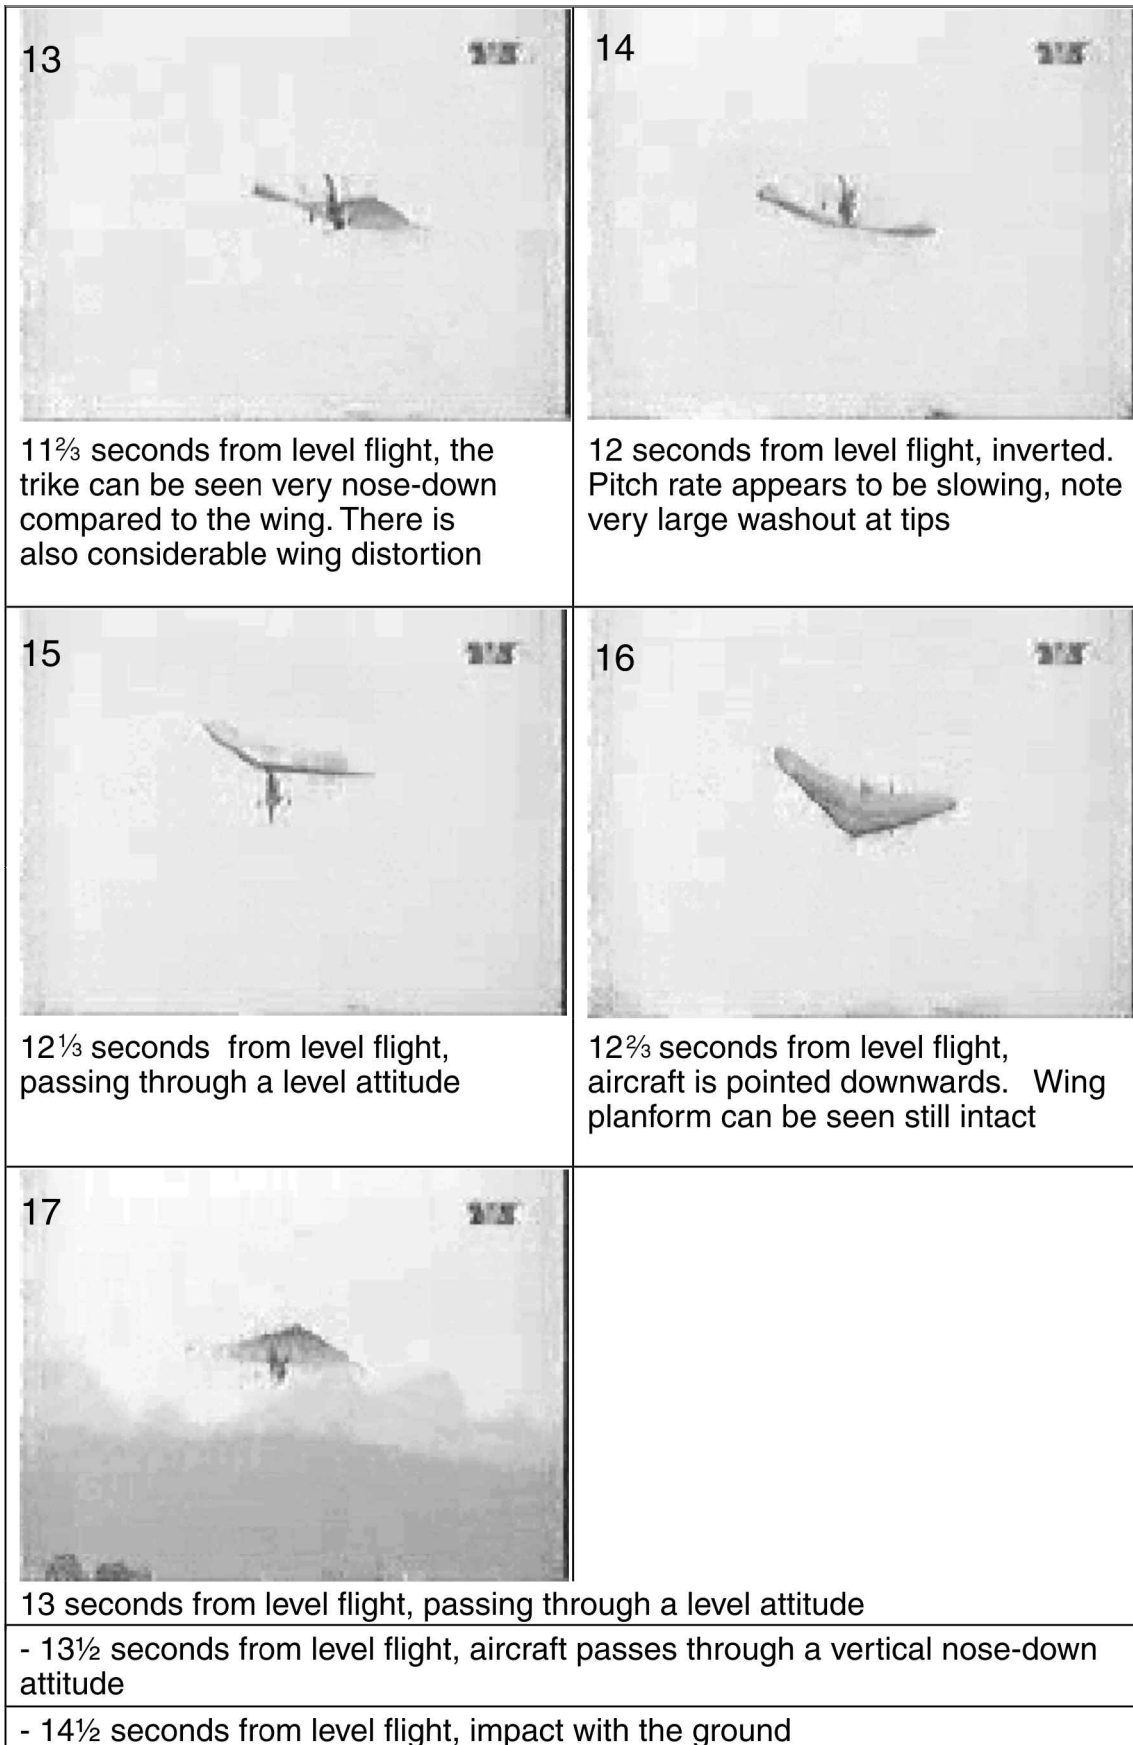 13
14
11⅔ seconds from level flight, the
trike can be seen very nose-down
compared to the wing. There is
also considerable wing distortion
12 seconds from level flight, inverted.
Pitch rate appears to be slowing, note
very large washout at tips
15
16
12⅓ seconds from level flight,
passing through a level attitude
12⅔ seconds from level flight,
aircraft is pointed downwards. Wing
planform can be seen still intact
17
13 seconds from level flight, passing through a level attitude
- 13½ seconds from level flight, aircraft passes through a vertical nose-down
attitude
- 14½ seconds from level flight, impact with the ground